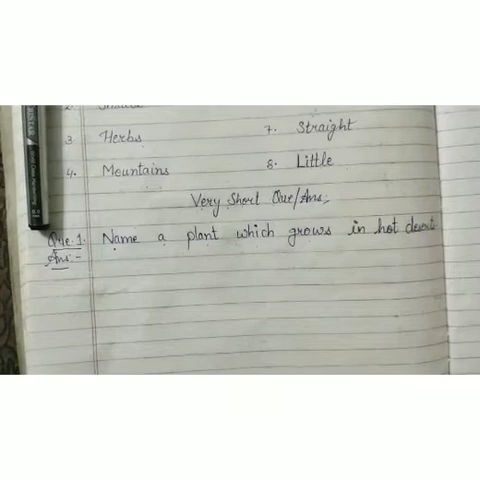 2.
3. Herbs
7. Straight
4. Mountains
8. Little
Very Short Que/Ans:-
Que.1. Name a plant which grows in hot desert
Ans:-